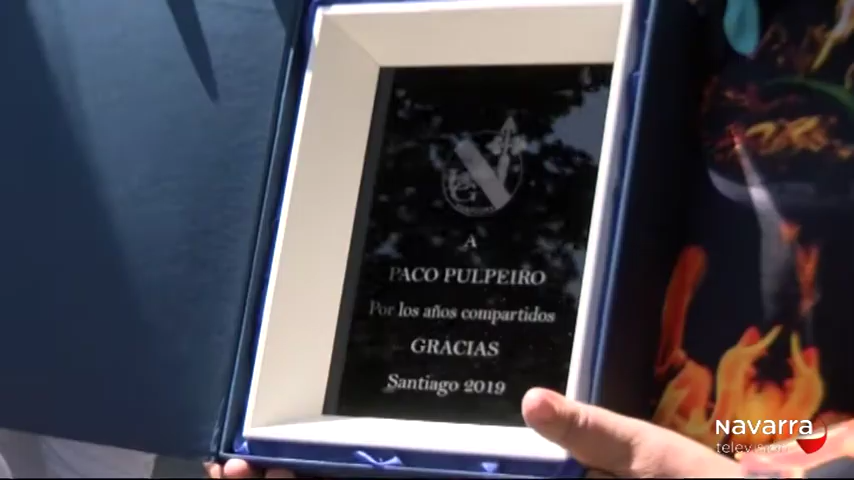 A
PACO PULPEIRO
Por los años compartidos
GRACIAS
Santiago 2019
Navarra
televisión